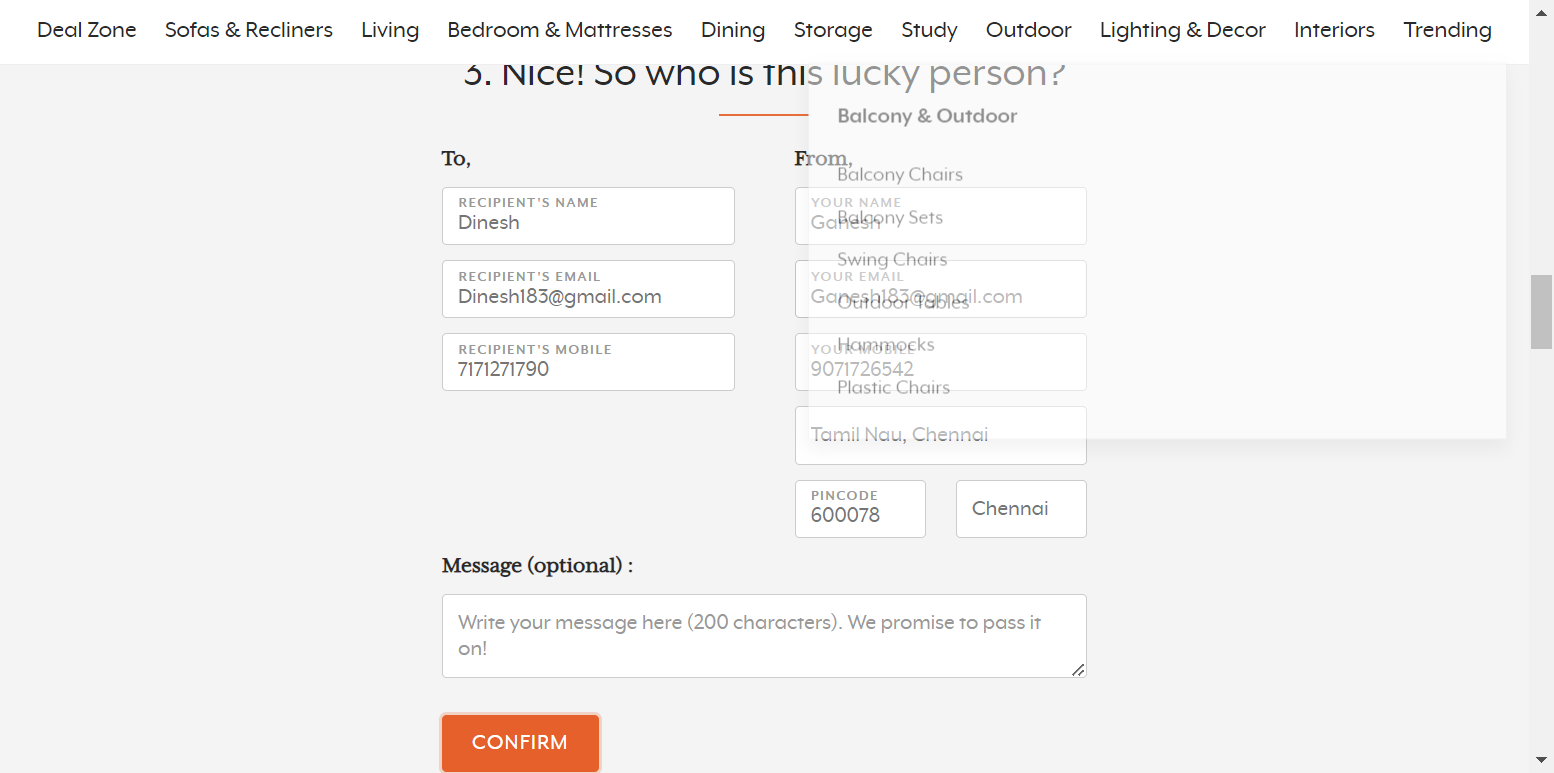 Deal Zone Sofas & Recliners Living Bedroom & Mattresses Dining Storage Study Outdoor Lighting & Decor Interiors Trending
3. Nice! So who is this lucky person?
Balcony & Outdoor
Balcony Chairs
Balcony Sets
Swing Chairs
Outdoor Tables
Hammocks
Plastic Chairs
To,
RECIPIENT'S NAME
Dinesh
RECIPIENT'S EMAIL
Dinesh183@gmail.com
RECIPIENT'S MOBILE
7171271790
From,
YOUR NAME
Ganesh
YOUR EMAIL
Ganesh183@gmail.com
YOUR MOBILE
9071726542
Tamil Nau, Chennai
PINCODE
600078
Chennai
Message (optional) :
Write your message here (200 characters). We promise to pass it
on!
CONFIRM